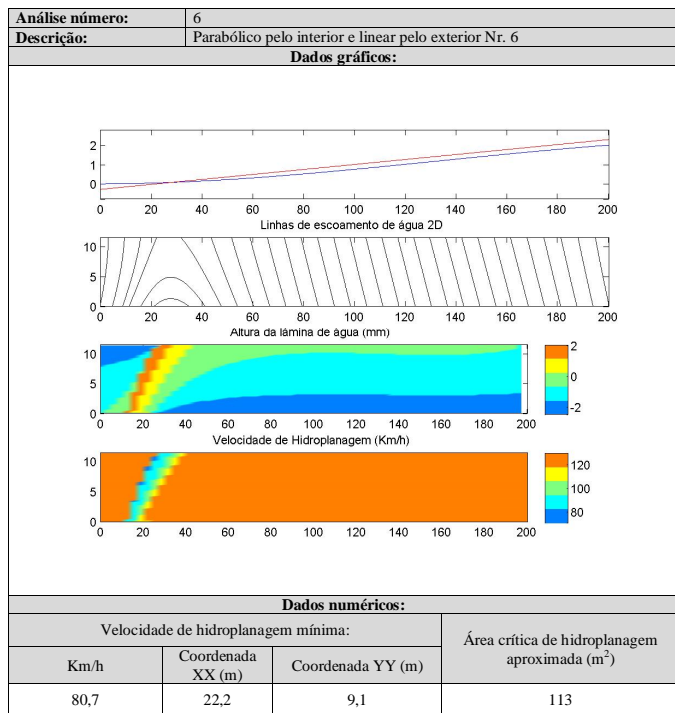 Análise número: 6
Descrição: Parabólico pelo interior e linear pelo exterior Nr. 6
Dados gráficos:
2
1
0
0 20 40 60 80 100 120 140 160 180 200
Linhas de escoamento de água 2D
10
5
0
0 20 40 60 80 100 120 140 160 180 200
Altura da lâmina de água (mm)
10
5
0
0 20 40 60 80 100 120 140 160 180 200
2
0
-2
Velocidade de Hidroplanagem (Km/h)
10
5
0
0 20 40 60 80 100 120 140 160 180 200
120
100
80
Dados numéricos:
Velocidade de hidroplanagem mínima:
Área crítica de hidroplanagem aproximada (m²)
Km/h
Coordenada XX (m)
Coordenada YY (m)
80,7 22,2 9,1 113